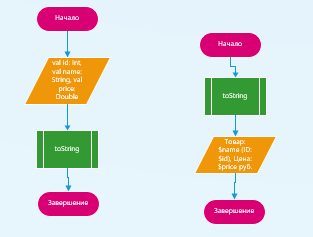 Начало
val id: Int,
val name:
String, val
price:
Double
toString
Завершение
Начало
toString
Товар:
$name (ID:
$id), Цена:
$price руб.
Завершение